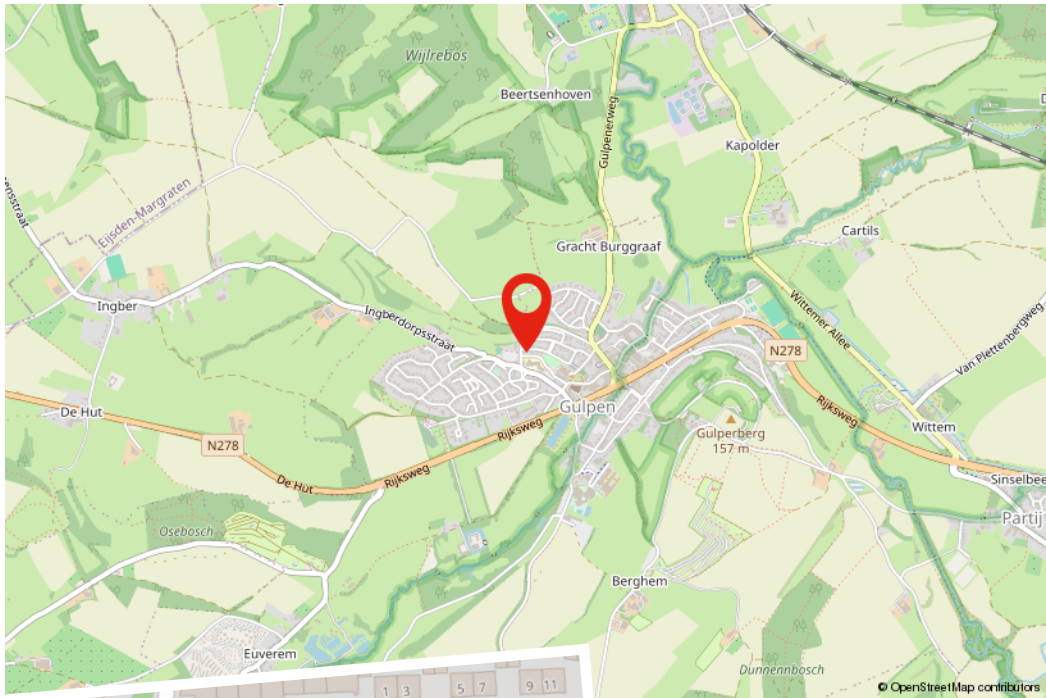 Wijlrebos
Beertsenhoven
Gulpenerweg
Kapolder
Eijsden-Margraten
Cartils
Gracht Burggraaf
Ingber
Ingberdorpsstraat
Wittemer Allee
Van Plettenbergweg
N278
De Hut
Gulpen
Rijksweg
Wittem
N278
Rijksweg
Gulperberg
157 m
De Hut
Rijksweg
Sinselbee
Partij
Osebosch
Berghem
Euverem
Dunnennbosch
1 3
5 7
9 11
© OpenStreetMap contributors